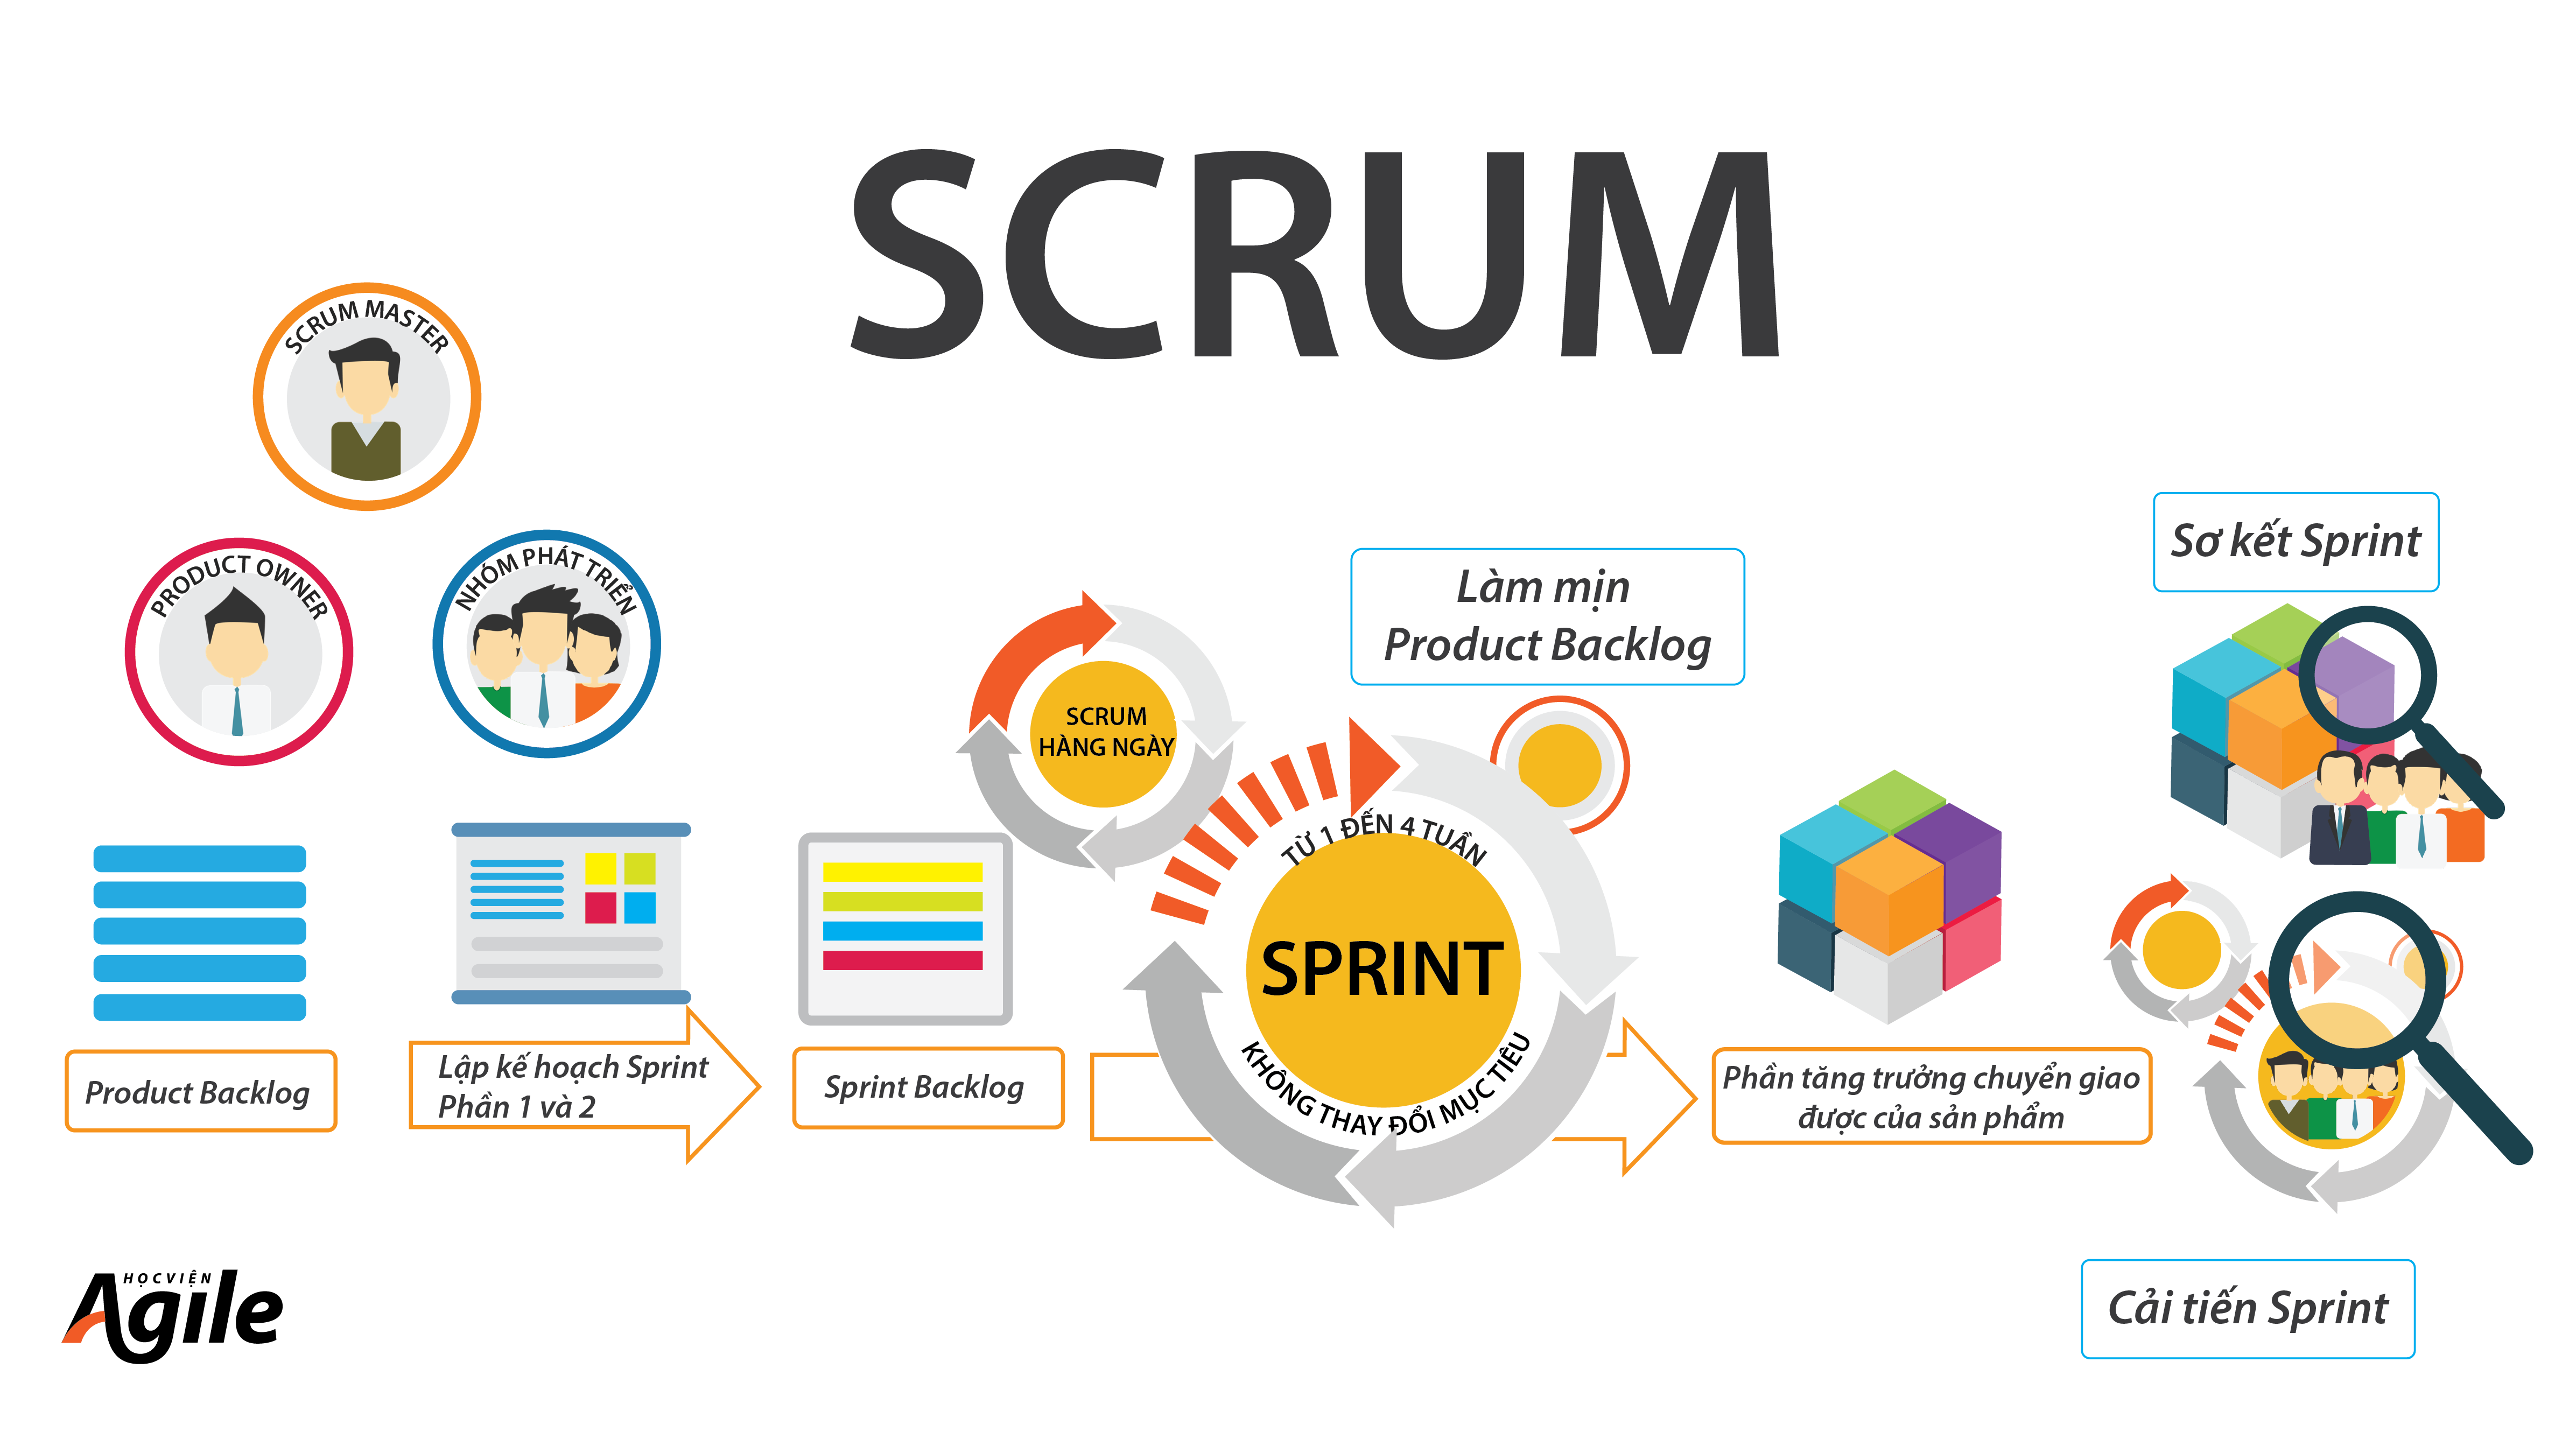 SCRUM
SCRUM MASTER
PRODUCT OWNER
NHÓM PHÁT TRIỂN
Product Backlog
Lập kế hoạch Sprint
Phần 1 và 2
Sprint Backlog
SCRUM
HÀNG NGÀY
Làm mịn
Product Backlog
TỪ 1 ĐẾN 4 TUẦN
SPRINT
KHÔNG THAY ĐỔI MỤC TIÊU
Phần tăng trưởng chuyển giao
được của sản phẩm
Sơ kết Sprint
Cải tiến Sprint
HỌC VIỆN
Agile